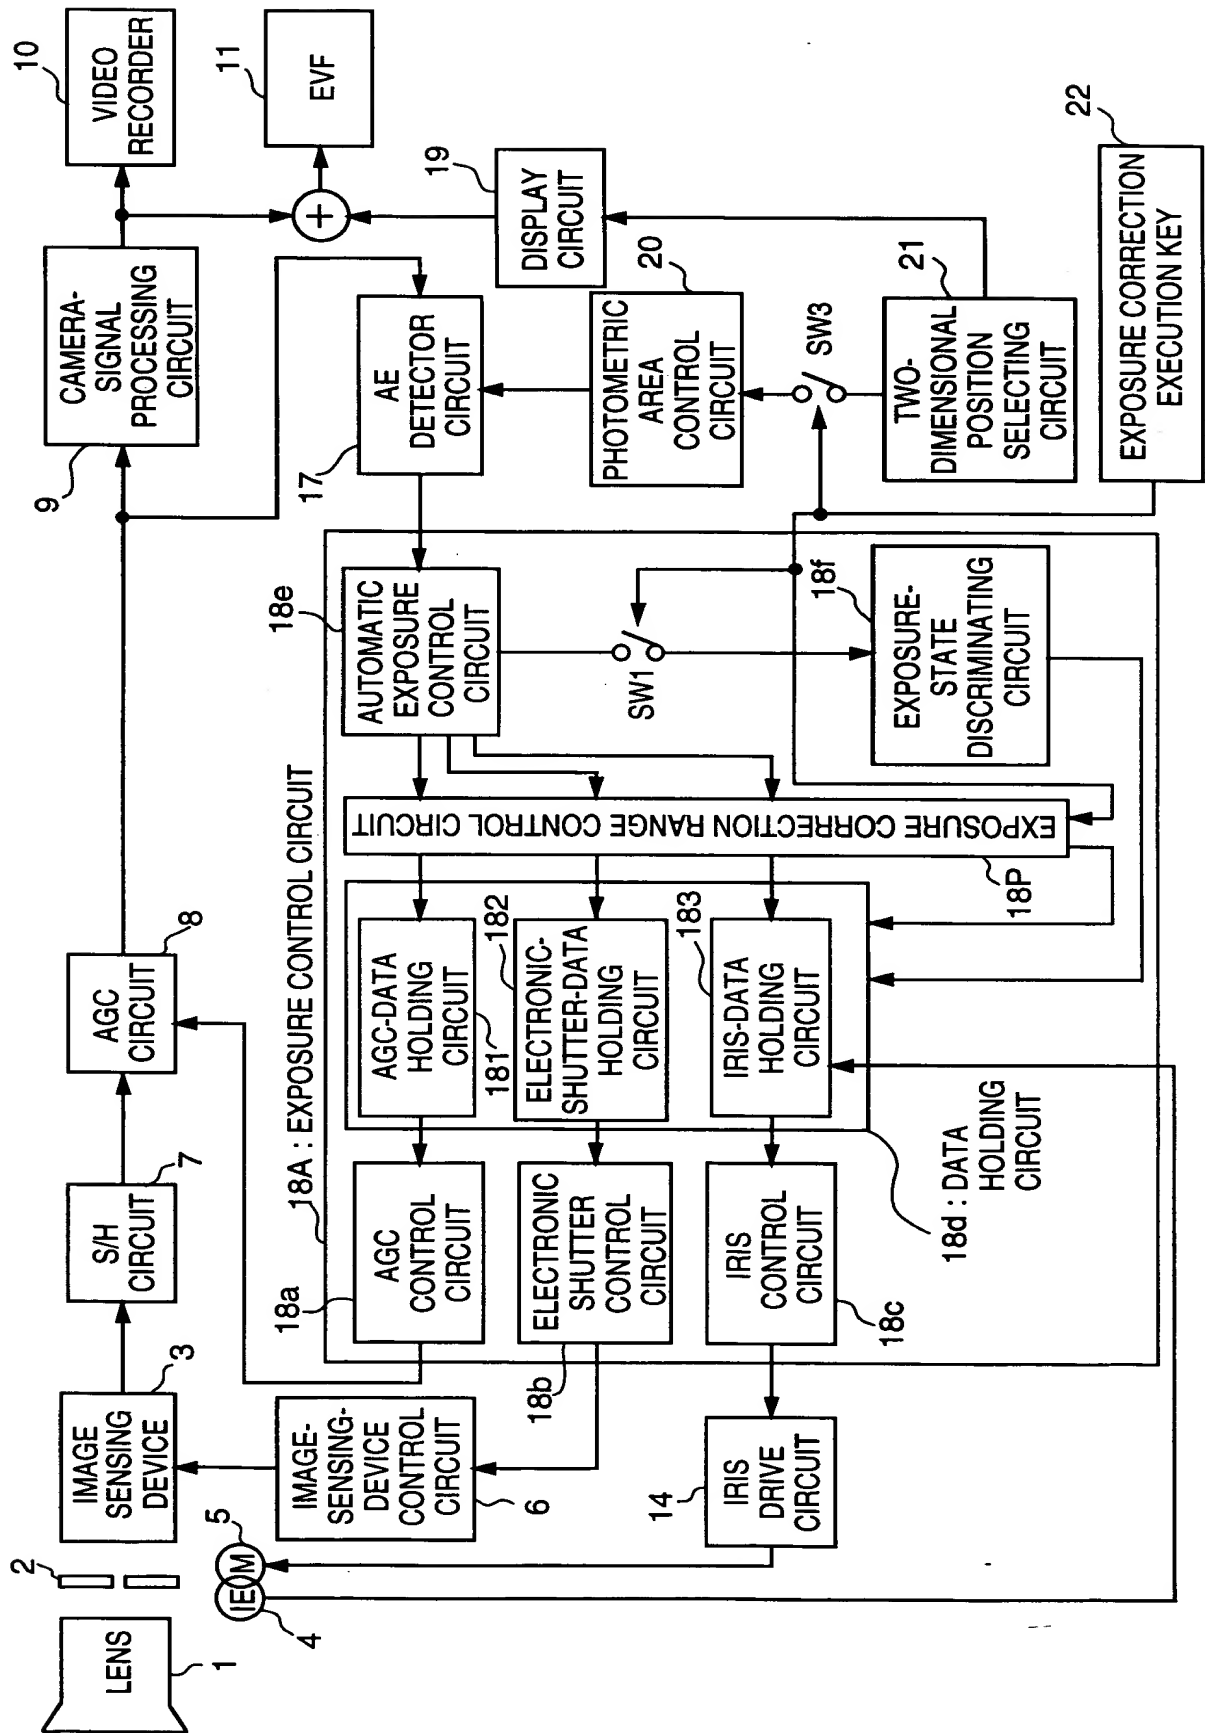 LENS
1
2
IE
4
M
5
IMAGE
SENSING
DEVICE
3
S/H
CIRCUIT
7
AGC
CIRCUIT
8
CAMERA-
SIGNAL
PROCESSING
CIRCUIT
9
VIDEO
RECORDER
10
+
EVF
11
IMAGE-
SENSING-
DEVICE
CONTROL
CIRCUIT
6
IRIS
DRIVE
CIRCUIT
14
18A : EXPOSURE CONTROL CIRCUIT
AGC
CONTROL
CIRCUIT
18a
ELECTRONIC
SHUTTER
CONTROL
CIRCUIT
18b
IRIS
CONTROL
CIRCUIT
18c
AGC-DATA
HOLDING
CIRCUIT
181
ELECTRONIC-
SHUTTER-DATA
HOLDING
CIRCUIT
182
IRIS-DATA
HOLDING
CIRCUIT
183
18d : DATA
HOLDING
CIRCUIT
EXPOSURE CORRECTION RANGE CONTROL CIRCUIT
18P
AUTOMATIC
EXPOSURE
CONTROL
CIRCUIT
18e
SW1
EXPOSURE-
STATE
DISCRIMINATING
CIRCUIT
18f
AE
DETECTOR
CIRCUIT
17
PHOTOMETRIC
AREA
CONTROL
CIRCUIT
20
SW3
TWO-
DIMENSIONAL
POSITION
SELECTING
CIRCUIT
21
DISPLAY
CIRCUIT
19
EXPOSURE CORRECTION
EXECUTION KEY
22